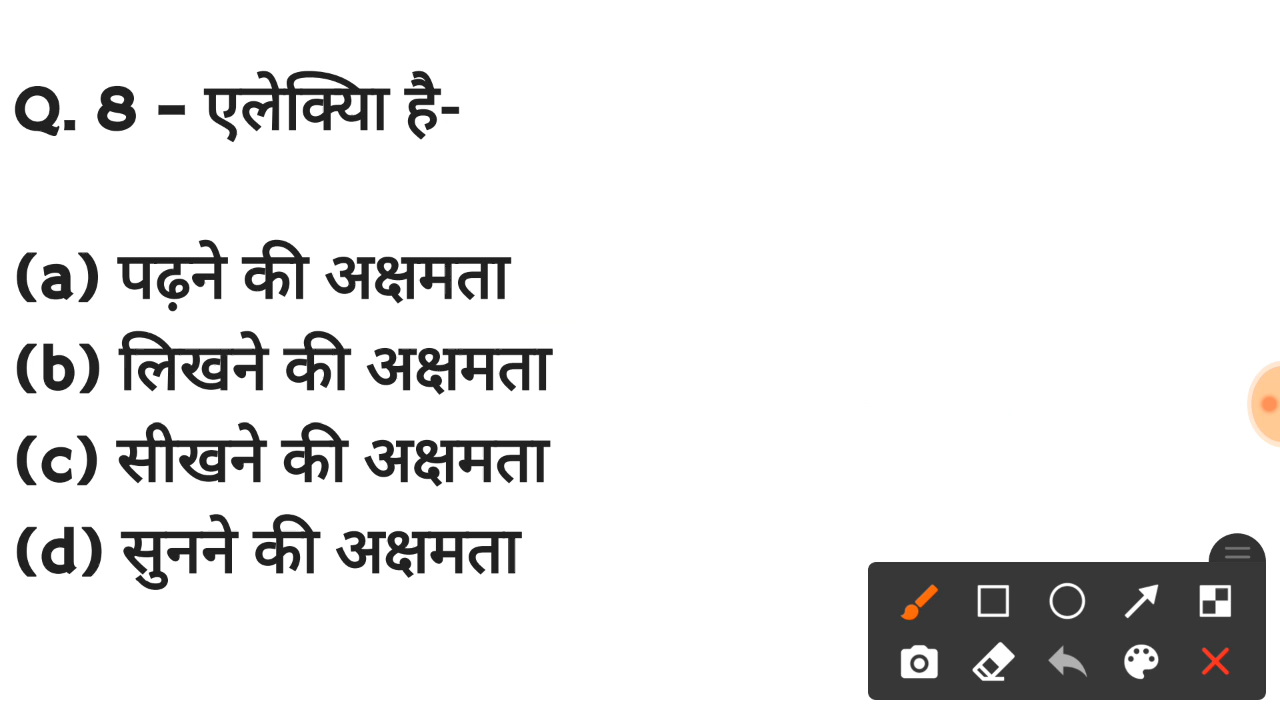 Q. 8 - एलेक्यिा है-
(a) पढ़ने की अक्षमता
(b) लिखने की अक्षमता
(c) सीखने की अक्षमता
(d) सुनने की अक्षमता